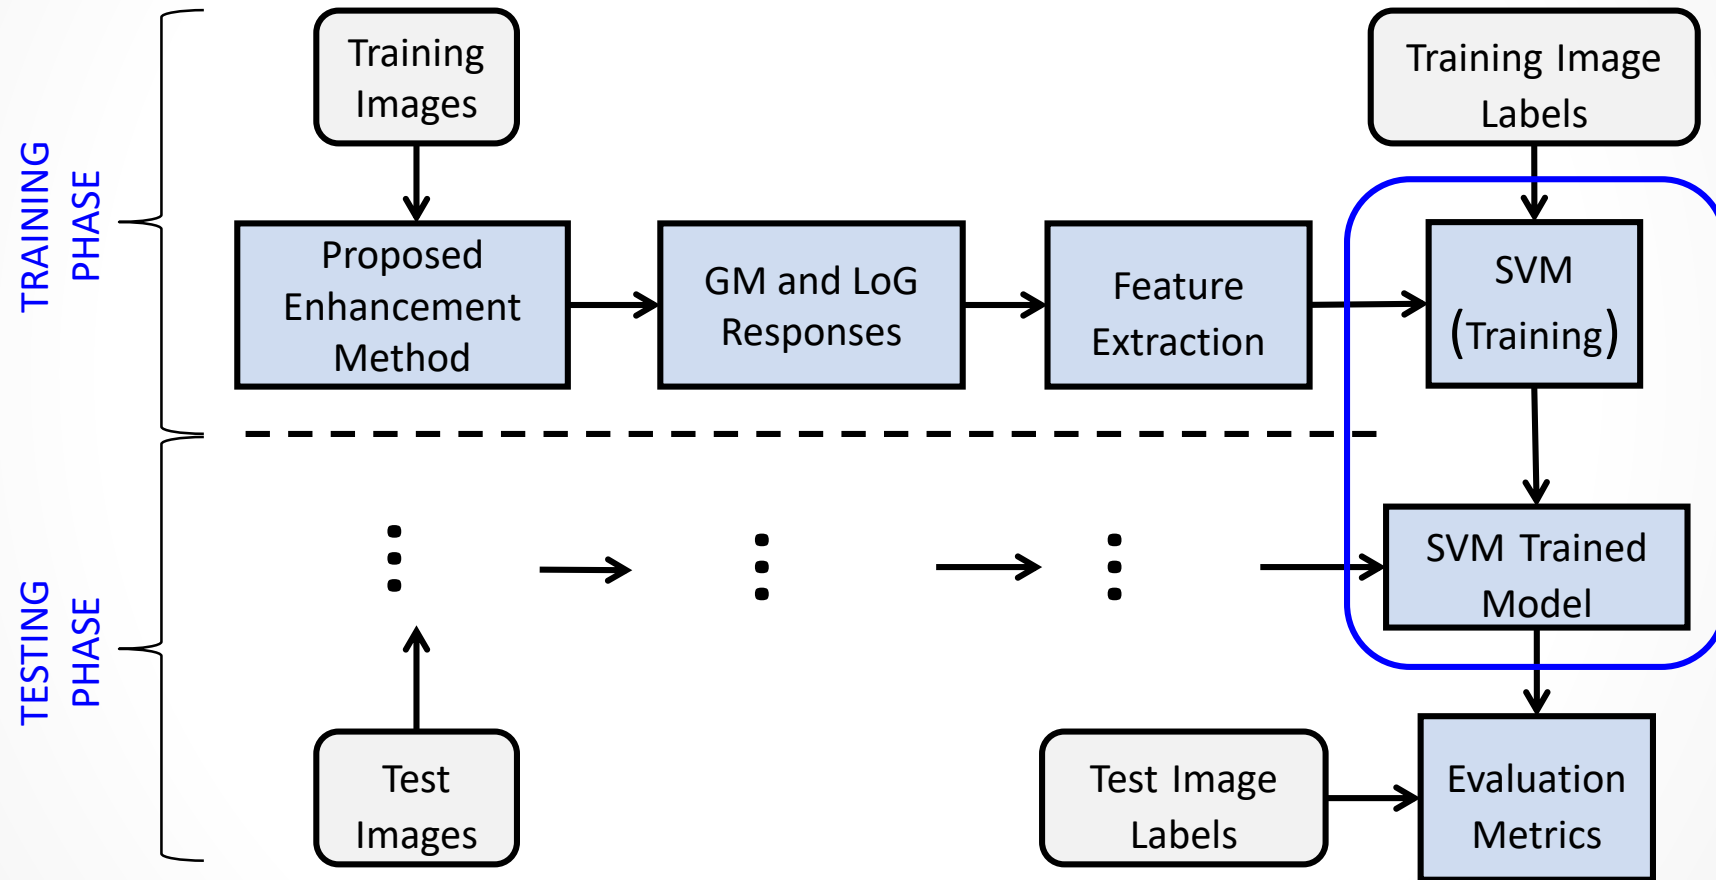 TRAINING
PHASE
Training
Images
Training Image
Labels
Proposed
Enhancement
Method
GM and LoG
Responses
Feature
Extraction
SVM
(Training)
TESTING
PHASE
SVM Trained
Model
Test
Images
Test Image
Labels
Evaluation
Metrics